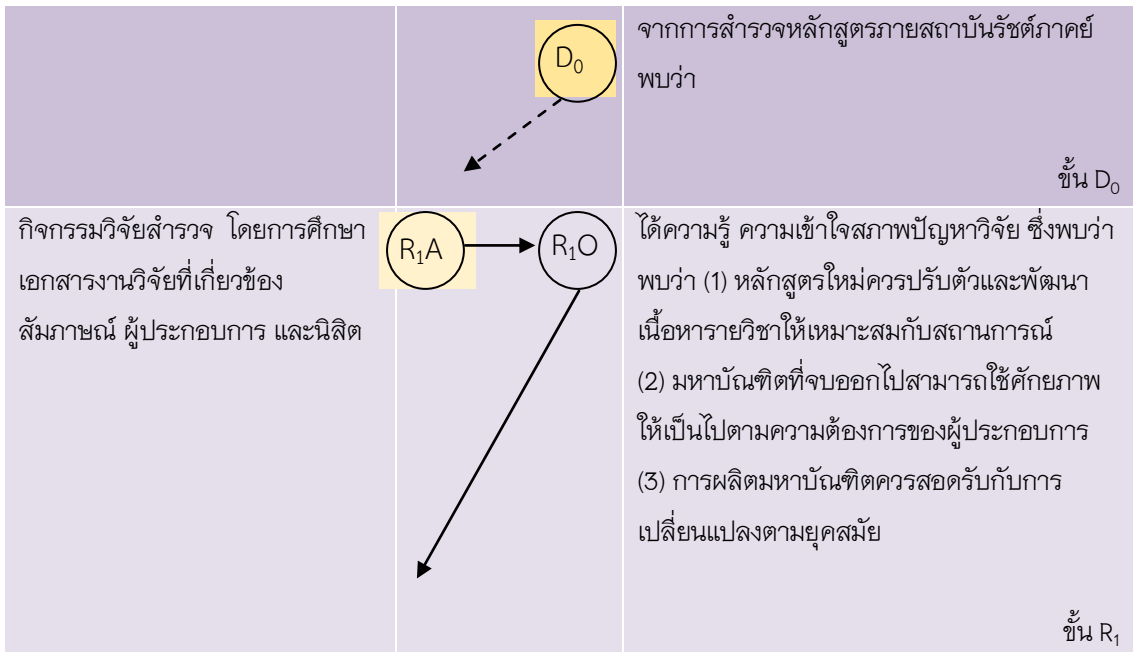 D₀
จากการสำรวจหลักสูตรภายสถาบันรัชต์ภาคย์
พบว่า
ขั้น D₀
กิจกรรมวิจัยสำรวจ โดยการศึกษา
เอกสารงานวิจัยที่เกี่ยวข้อง
สัมภาษณ์ ผู้ประกอบการ และนิสิต
R₁A
R₁O
ได้ความรู้ ความเข้าใจสภาพปัญหาวิจัย ซึ่งพบว่า
พบว่า (1) หลักสูตรใหม่ควรปรับตัวและพัฒนา
เนื้อหารายวิชาให้เหมาะสมกับสถานการณ์
(2) มหาบัณฑิตที่จบออกไปสามารถใช้ศักยภาพ
ให้เป็นไปตามความต้องการของผู้ประกอบการ
(3) การผลิตมหาบัณฑิตควรสอดรับกับการ
เปลี่ยนแปลงตามยุคสมัย
ขั้น R₁